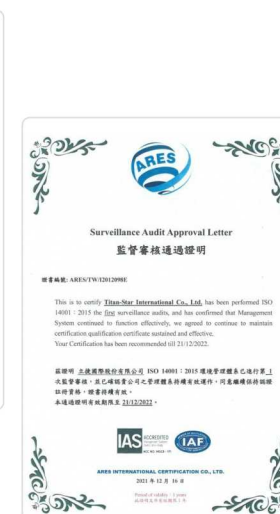 ARES
Surveillance Audit Approval Letter
監督審核通過證明
證書編號: ARES/TW/I2012098E
This is to certify Titan-Star International Co., Ltd. has been performed ISO
14001：2015 the first surveillance audits, and has confirmed that Management
System continued to function effectively, we agreed to continue to maintain
certification qualification certificate sustained and effective.
Your Certification has been recommended till 21/12/2022.
茲證明 立捷國際股份有限公司 ISO 14001：2015 環境管理體系已進行第 1
次監督審核，並已確認貴公司之管理體系持續有效運作，同意繼續保持認證
註冊資格，證書持續有效。
本通過證明有效期限至 21/12/2022。
IAS ACCREDITED
IAF
ARES INTERNATIONAL CERTIFICATION CO., LTD.
2021 年 12 月 16 日
Period of validity : 1 years